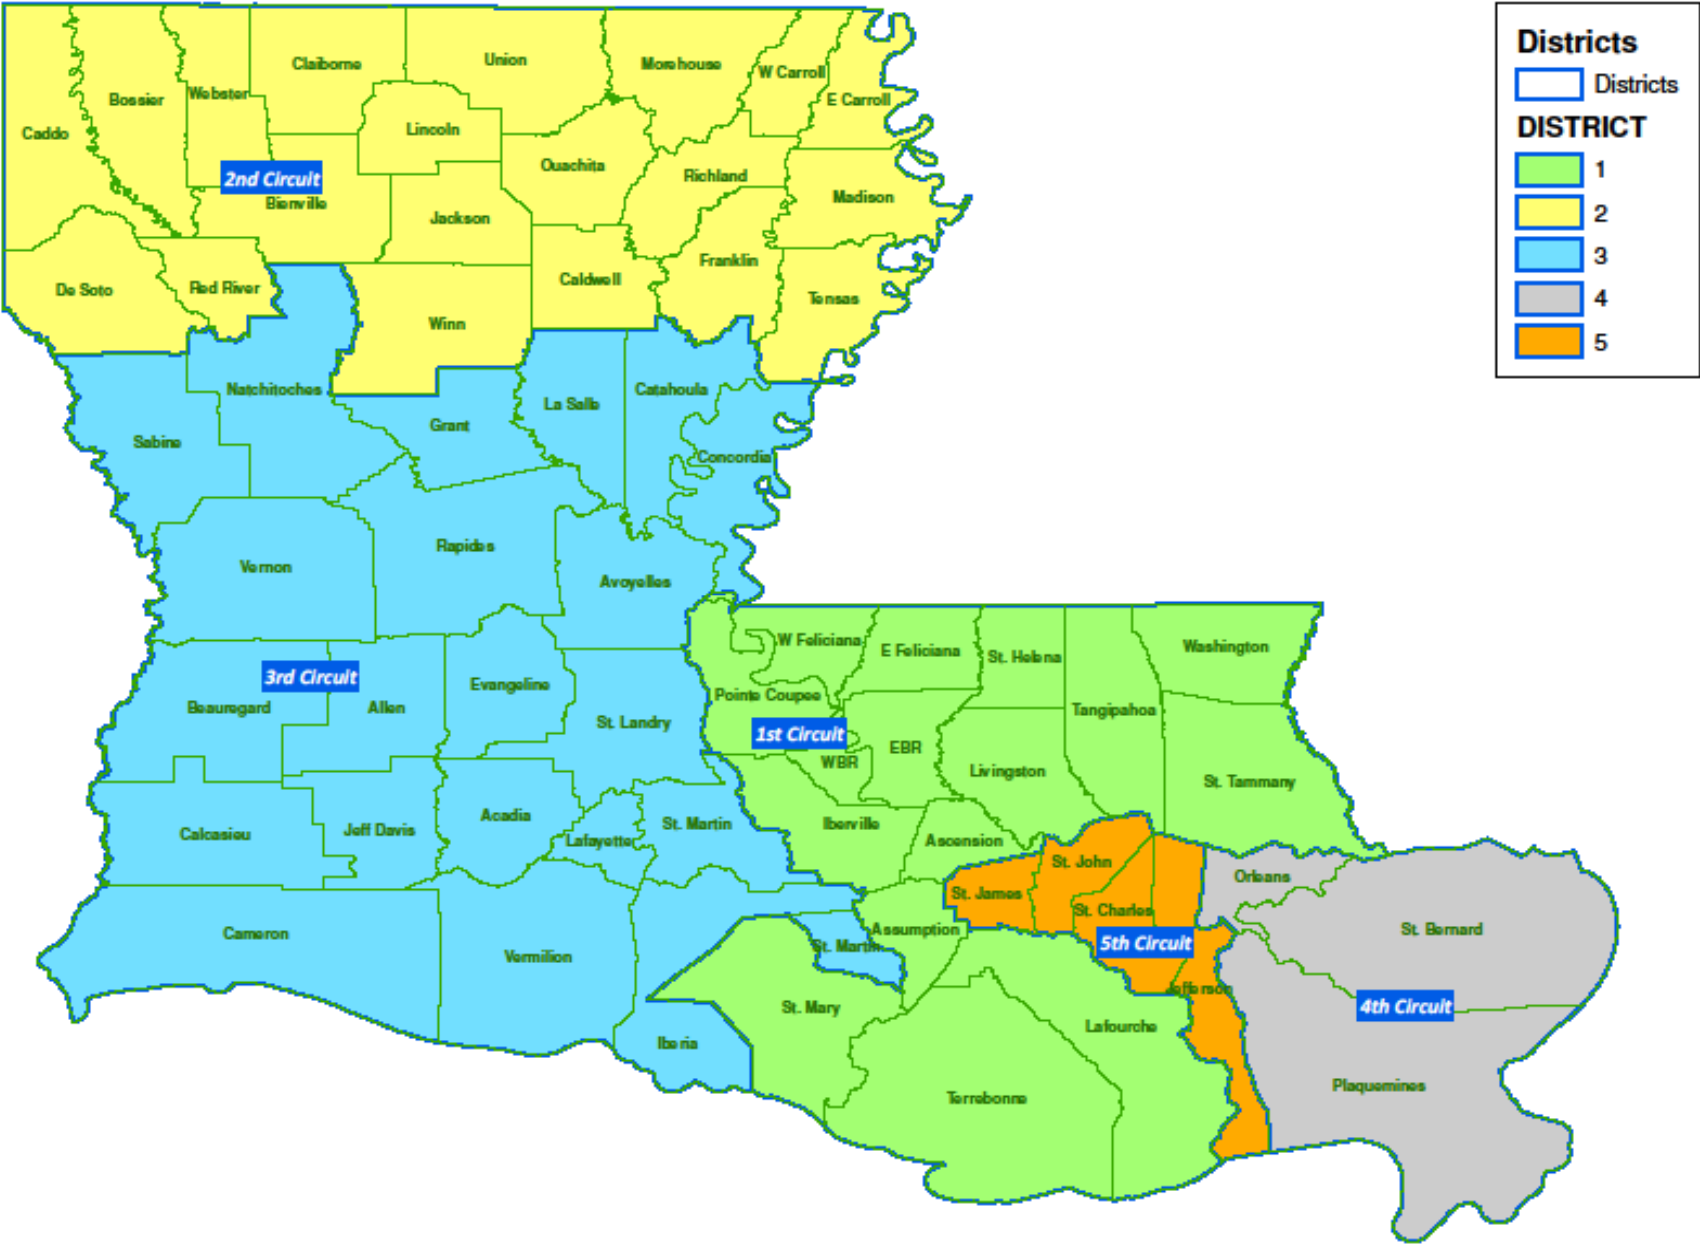 Districts
Districts
DISTRICT
1
2
3
4
5
Caddo
Bossier
Webster
Claiborne
Union
Morehouse
W Carroll
E Carroll
Lincoln
Ouachita
Richland
Madison
2nd Circuit
Bienville
Jackson
De Soto
Red River
Winn
Caldwell
Franklin
Tensas
Natchitoches
Sabine
Grant
La Salle
Catahoula
Concordia
Vernon
Rapides
Avoyelles
3rd Circuit
Beauregard
Allen
Evangeline
St. Landry
Calcasieu
Jeff Davis
Acadia
Lafayette
St. Martin
Cameron
Vermilion
Iberia
St. Martin
W Feliciana
E Feliciana
St. Helena
Washington
Pointe Coupee
Tangipahoa
1st Circuit
WBR
EBR
Livingston
St. Tammany
Iberville
Ascension
Assumption
St. Mary
Terrebonne
Lafourche
St. John
St. James
St. Charles
5th Circuit
Jefferson
Orleans
St. Bernard
4th Circuit
Plaquemines